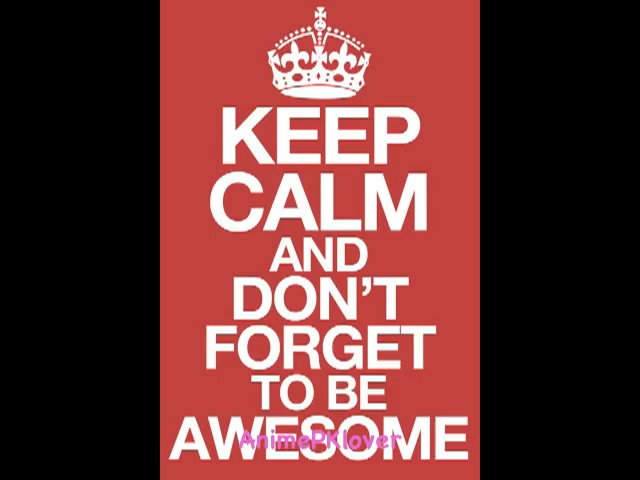 KEEP
CALM
AND
DON'T
FORGET
TO BE
AWESOME
AnimePKlover